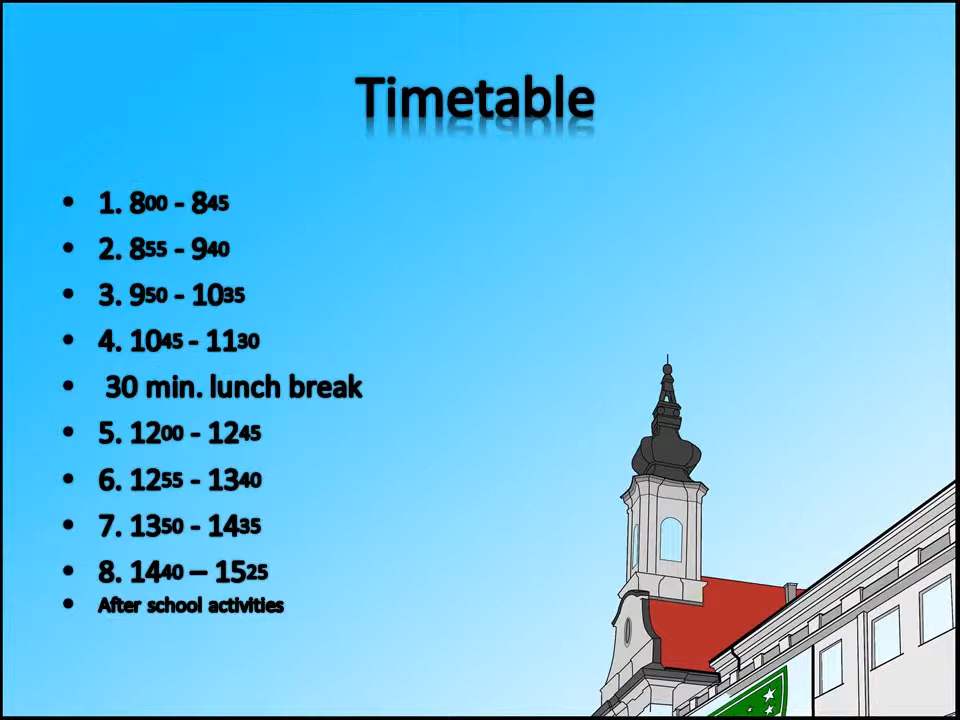 Timetable
• 1. 800 - 845
• 2. 855 - 940
• 3. 950 - 1035
• 4. 1045 - 1130
• 30 min. lunch break
• 5. 1200 - 1245
• 6. 1255 - 1340
• 7. 1350 - 1435
• 8. 1440 – 1525
• After school activities